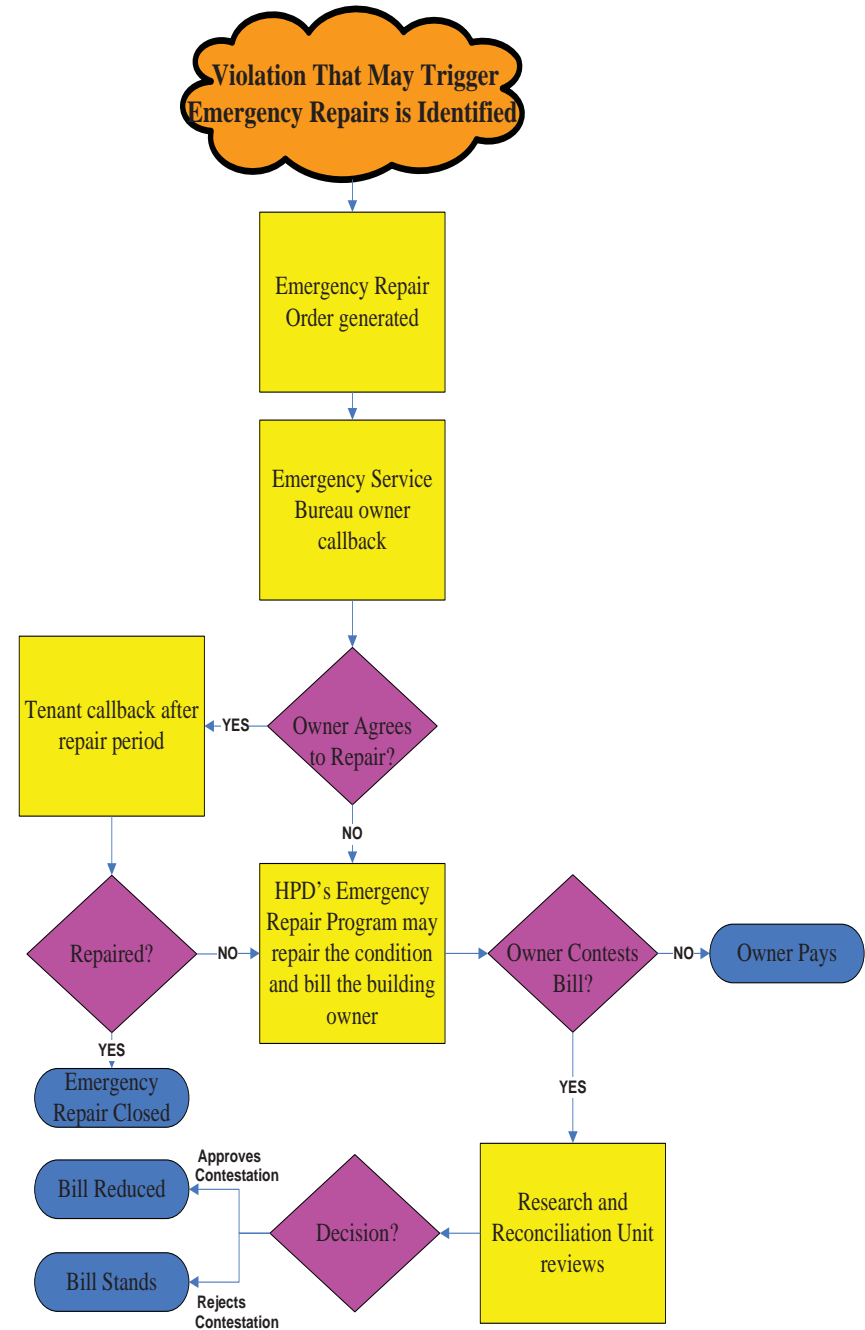 Violation That May Trigger
Emergency Repairs is Identified
Emergency Repair
Order generated
Emergency Service
Bureau owner
callback
Owner Agrees
to Repair?
YES
Tenant callback after
repair period
NO
Repaired?
NO
HPD's Emergency
Repair Program may
repair the condition
and bill the building
owner
Owner Contests
Bill?
NO
Owner Pays
YES
Emergency
Repair Closed
YES
Research and
Reconciliation Unit
reviews
Decision?
Approves
Contestation
Bill Reduced
Bill Stands
Rejects
Contestation